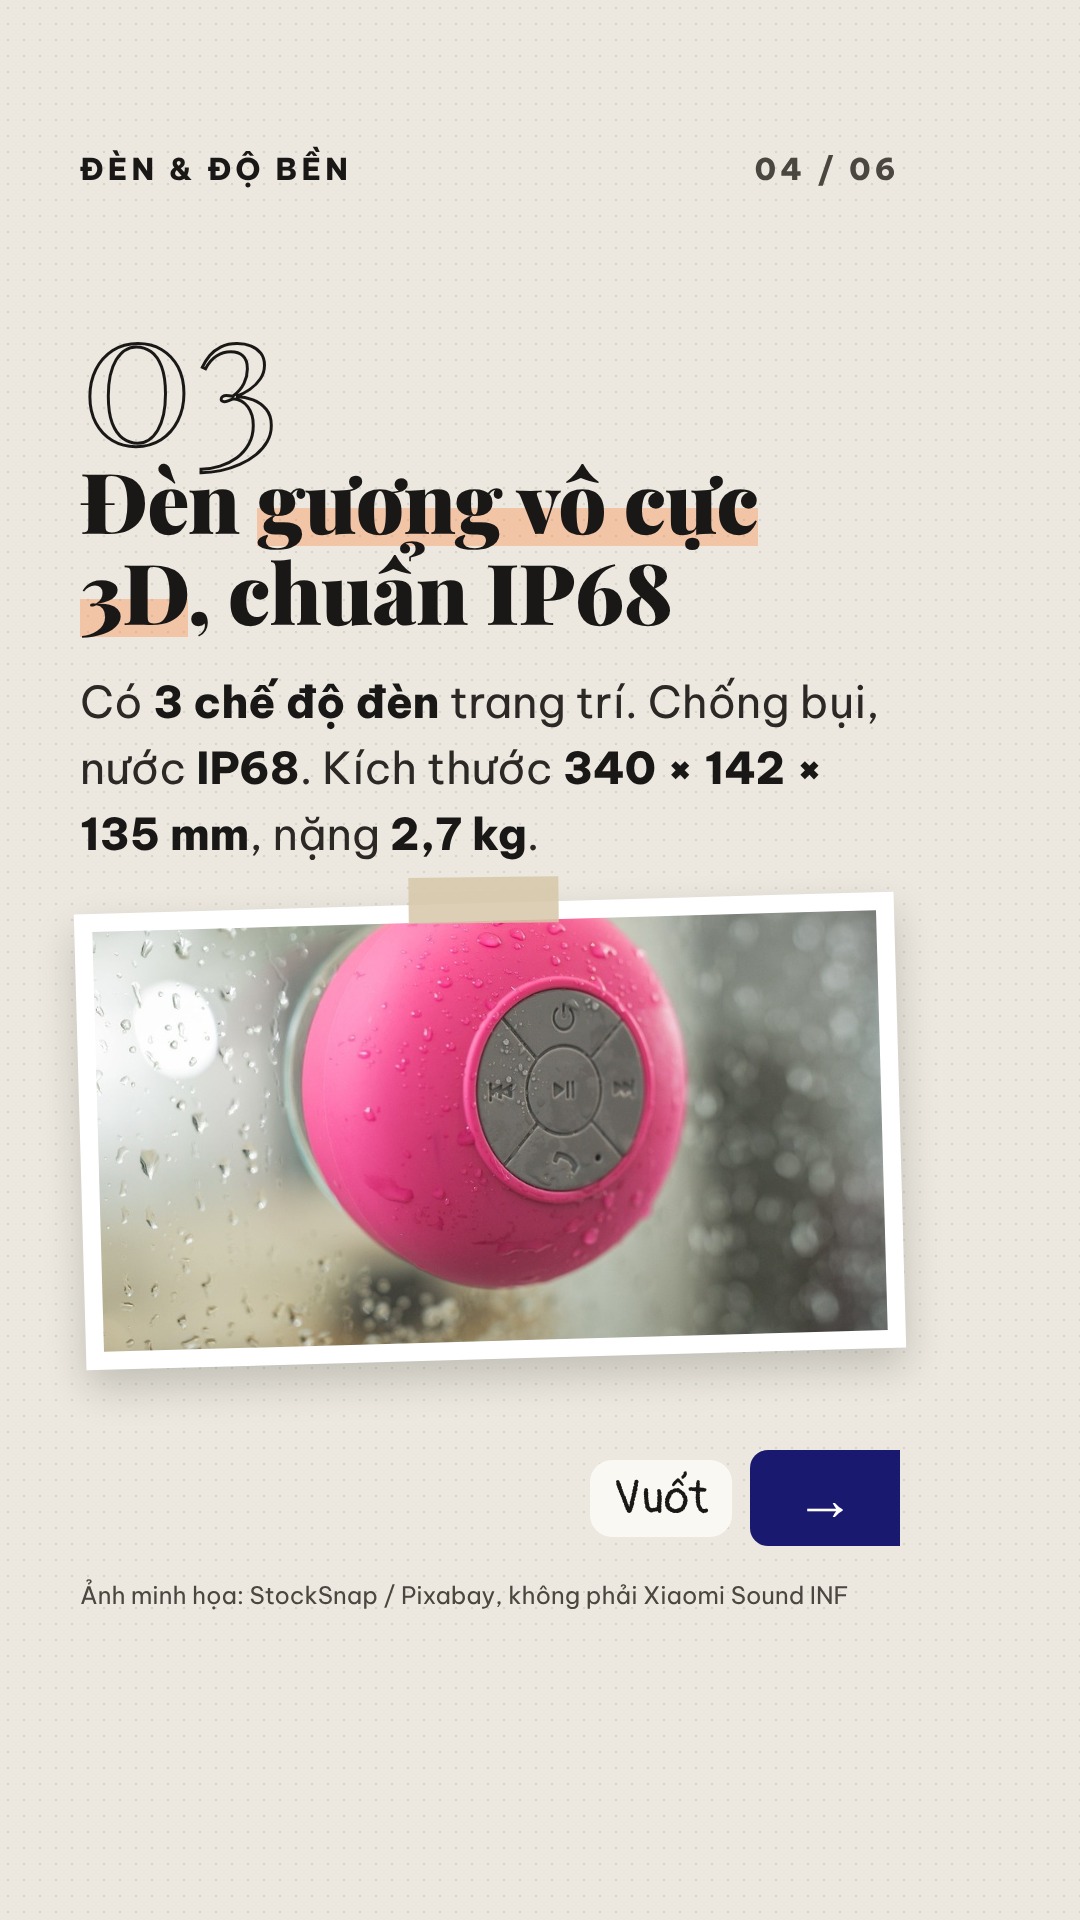 ĐÈN & ĐỘ BỀN
04 / 06
03
Đèn gương vô cực
3D, chuẩn IP68
Có 3 chế độ đèn trang trí. Chống bụi,
nước IP68. Kích thước 340 × 142 ×
135 mm, nặng 2,7 kg.
Vuốt →
Ảnh minh họa: StockSnap / Pixabay, không phải Xiaomi Sound INF